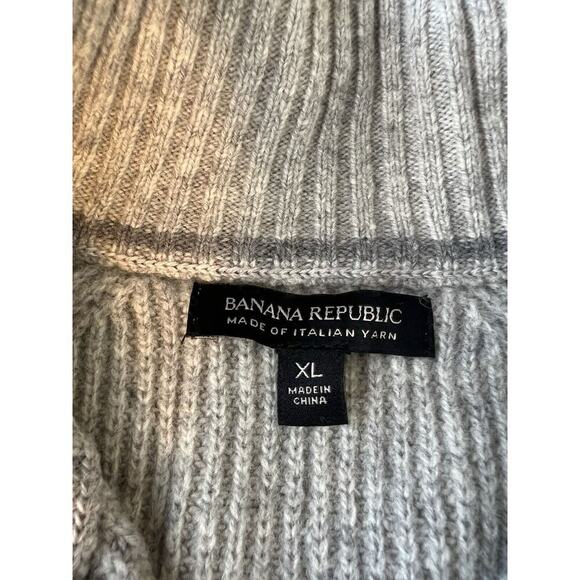 BANANA REPUBLIC
MADE OF ITALIAN YARN
XL
MADE IN
CHINA